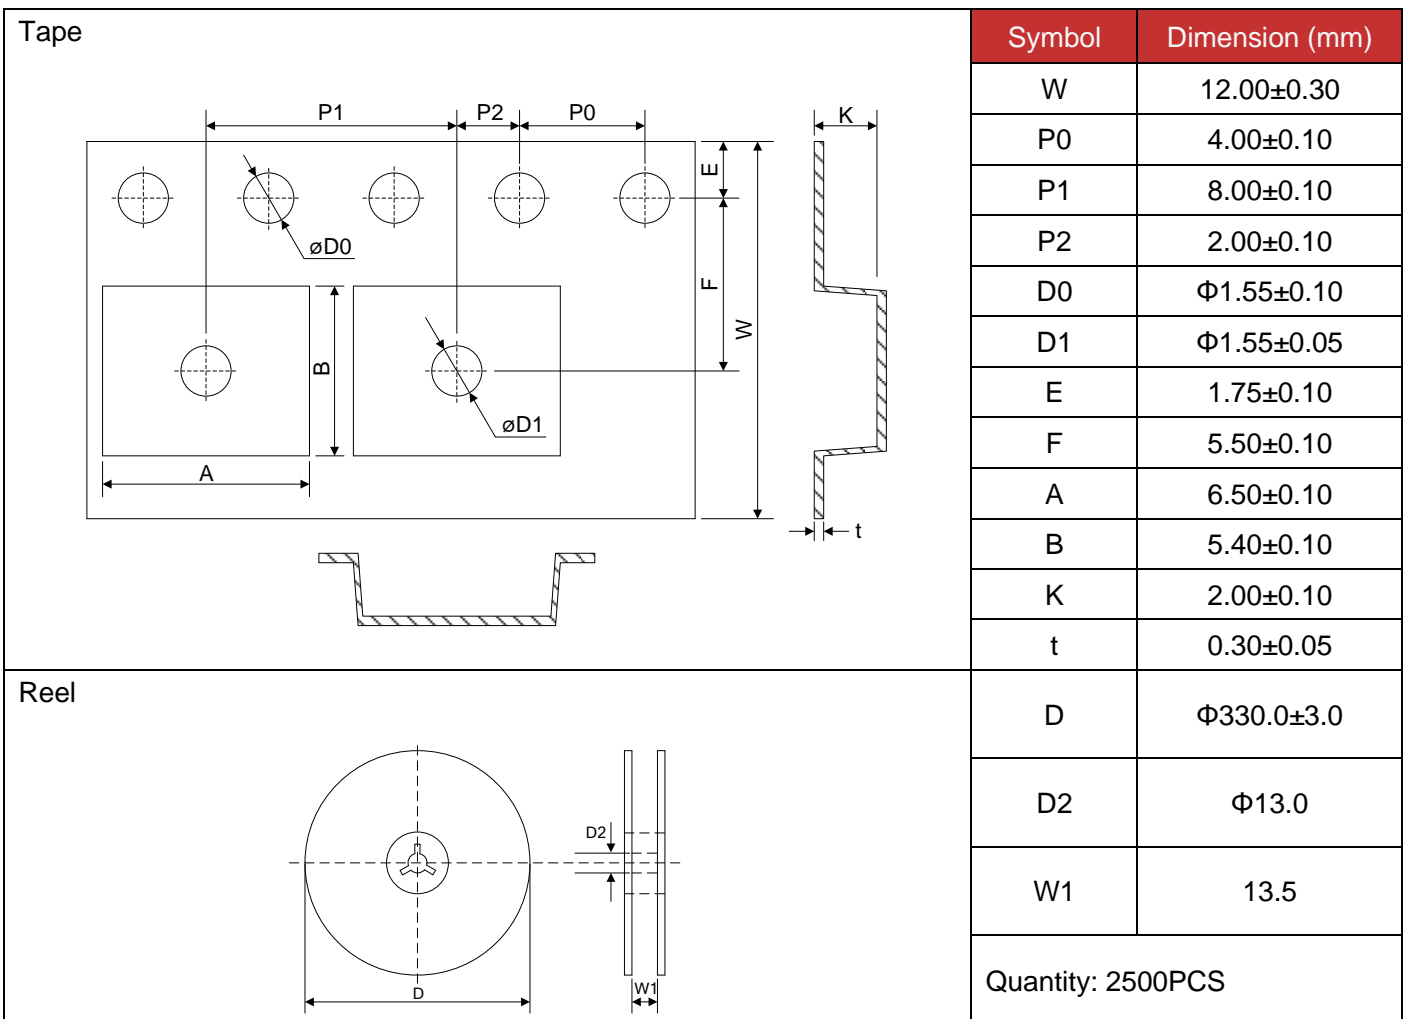 Tape
P1 P2 P0
K
E
øD0
F
W
B
øD1
A
t
Symbol Dimension (mm)
W 12.00±0.30
P0 4.00±0.10
P1 8.00±0.10
P2 2.00±0.10
D0 Φ1.55±0.10
D1 Φ1.55±0.05
E 1.75±0.10
F 5.50±0.10
A 6.50±0.10
B 5.40±0.10
K 2.00±0.10
t 0.30±0.05
Reel
D2
D
W1
D Φ330.0±3.0
D2 Φ13.0
W1 13.5
Quantity: 2500PCS